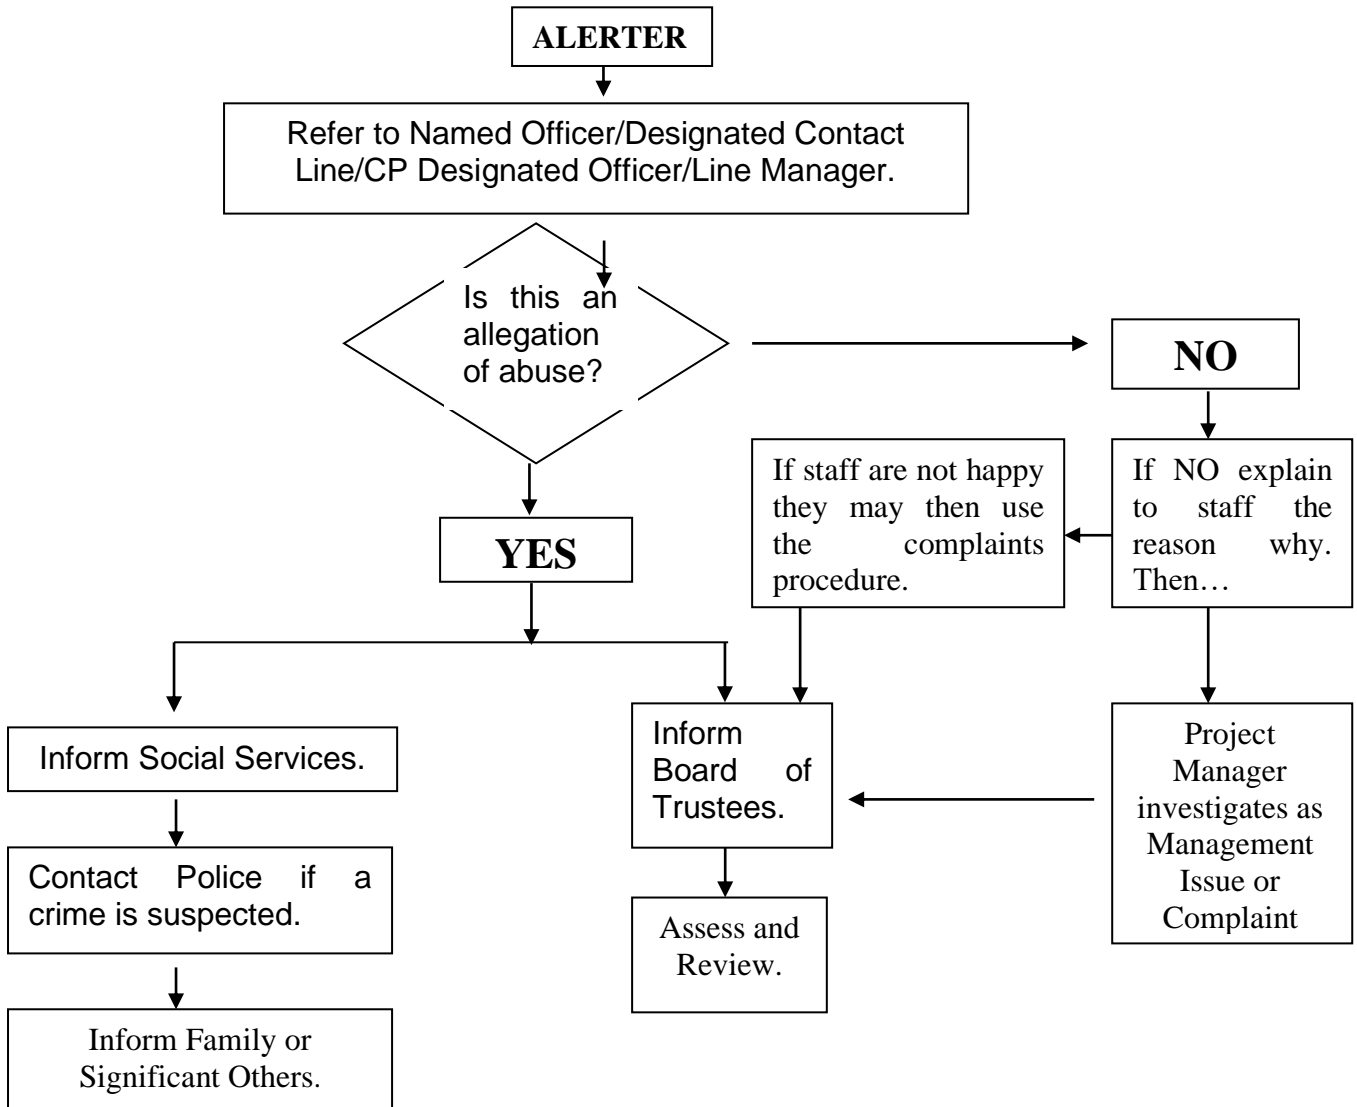 ALERTER
Refer to Named Officer/Designated Contact
Line/CP Designated Officer/Line Manager.
Is this an
allegation
of abuse?
NO
If NO explain
to staff the
reason why.
Then…
If staff are not happy
they may then use
the complaints
procedure.
YES
Inform Social Services.
Contact Police if a
crime is suspected.
Inform Family or
Significant Others.
Inform
Board of
Trustees.
Assess and
Review.
Project
Manager
investigates as
Management
Issue or
Complaint